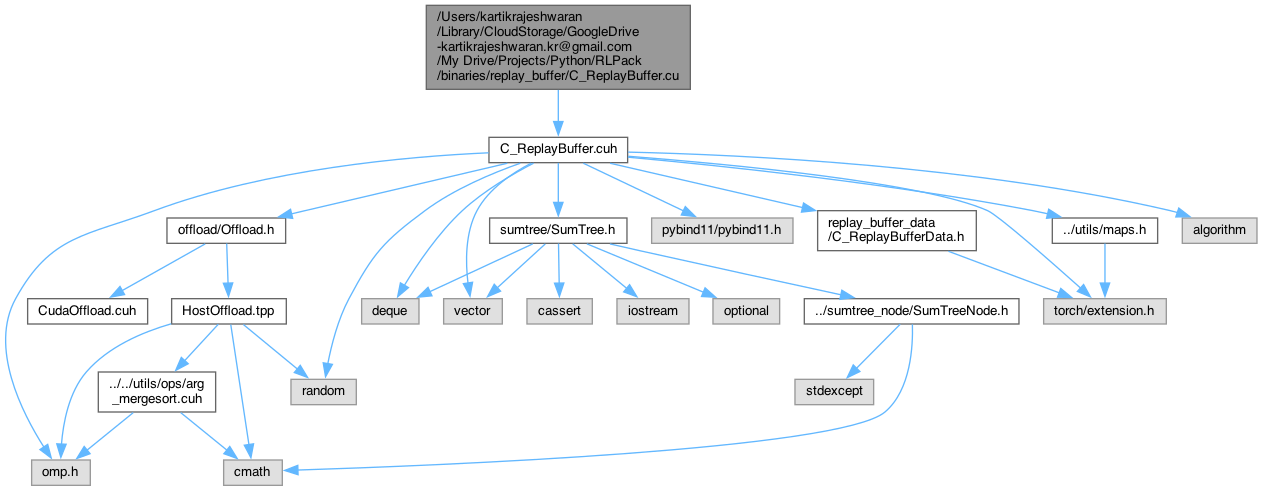 /Users/kartikrajeshwaran
/Library/CloudStorage/GoogleDrive
-kartikrajeshwaran.kr@gmail.com
/My Drive/Projects/Python/RLPack
/binaries/replay_buffer/C_ReplayBuffer.cu
C_ReplayBuffer.cuh
offload/Offload.h
sumtree/SumTree.h
pybind11/pybind11.h
replay_buffer_data
/C_ReplayBufferData.h
../utils/maps.h
algorithm
CudaOffload.cuh
HostOffload.tpp
deque
vector
cassert
iostream
optional
../sumtree_node/SumTreeNode.h
torch/extension.h
../../utils/ops/arg
_mergesort.cuh
random
stdexcept
omp.h
cmath